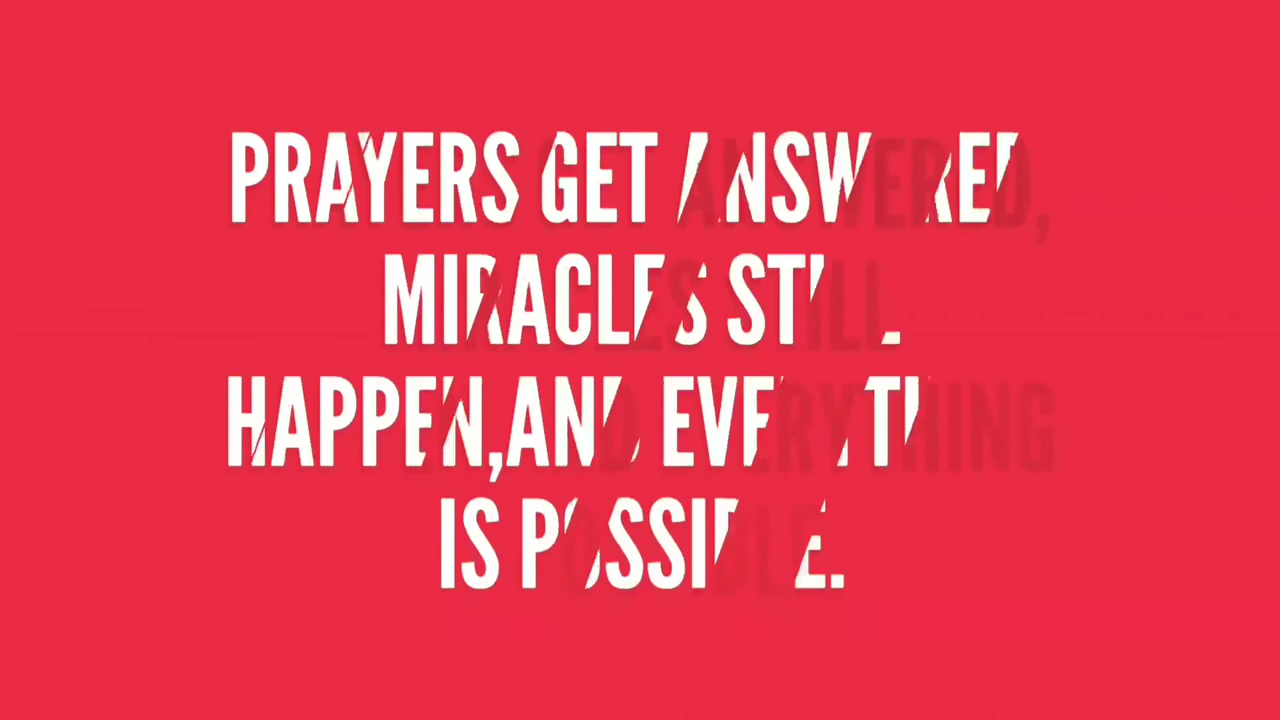 PRAYERS GET ANSWERED,
MIRACLES STILL
HAPPEN,AND EVERYTHING
IS POSSIBLE.